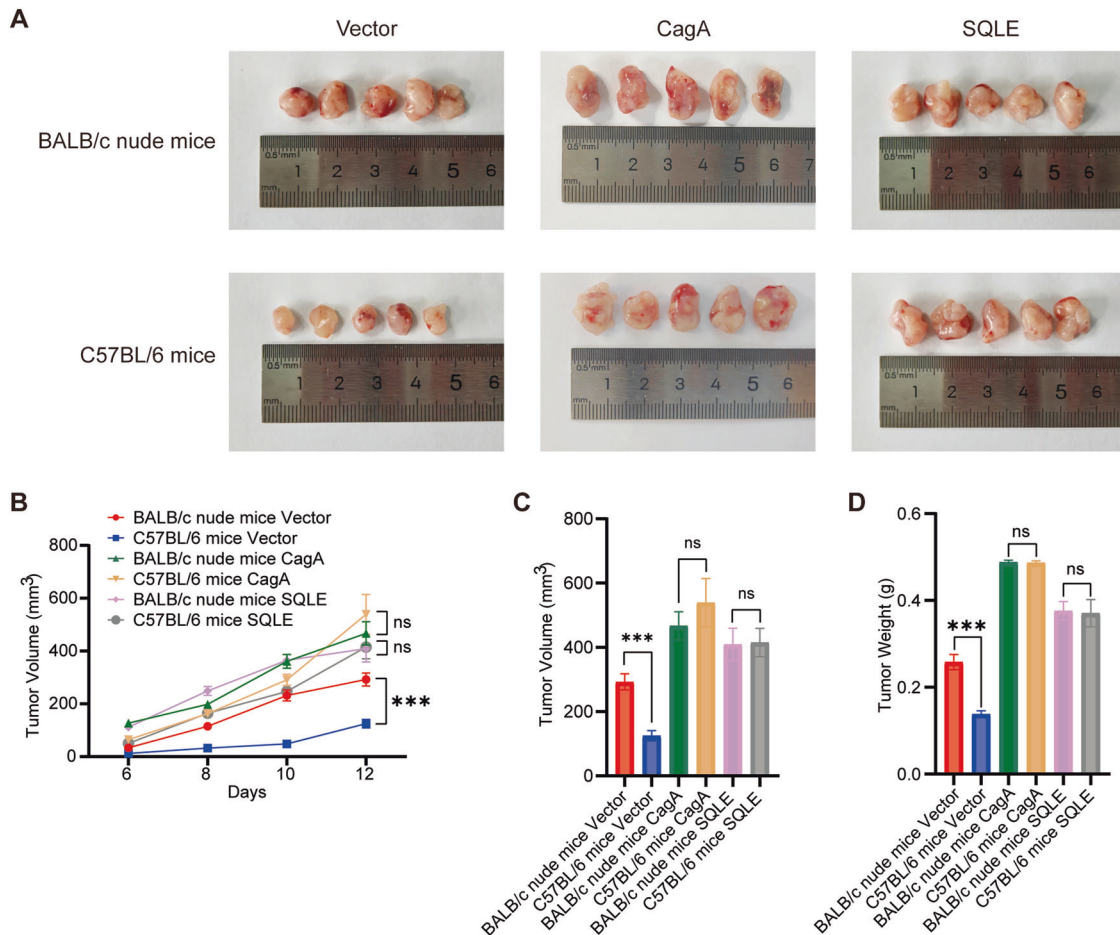 A
Vector
CagA
SQLE
BALB/c nude mice
0.5 mm
mm
1 2 3 4 5 6
0.5 mm
mm
1 2 3 4 5 6 7
0.5 mm
mm
1 2 3 4 5 6
C57BL/6 mice
0.5 mm
mm
1 2 3 4 5 6
0.5 mm
mm
1 2 3 4 5 6
0.5 mm
mm
1 2 3 4 5 6
B
BALB/c nude mice Vector
C57BL/6 mice Vector
BALB/c nude mice CagA
C57BL/6 mice CagA
BALB/c nude mice SQLE
C57BL/6 mice SQLE
Tumor Volume (mm³)
800
600
400
200
0
6 8 10 12
Days
ns
ns
***
C
Tumor Volume (mm³)
800
600
400
200
0
***
ns
ns
BALB/c nude mice Vector
C57BL/6 mice Vector
BALB/c nude mice CagA
C57BL/6 mice CagA
BALB/c nude mice SQLE
C57BL/6 mice SQLE
D
Tumor Weight (g)
0.6
0.4
0.2
0.0
***
ns
ns
BALB/c nude mice Vector
C57BL/6 mice Vector
BALB/c nude mice CagA
C57BL/6 mice CagA
BALB/c nude mice SQLE
C57BL/6 mice SQLE